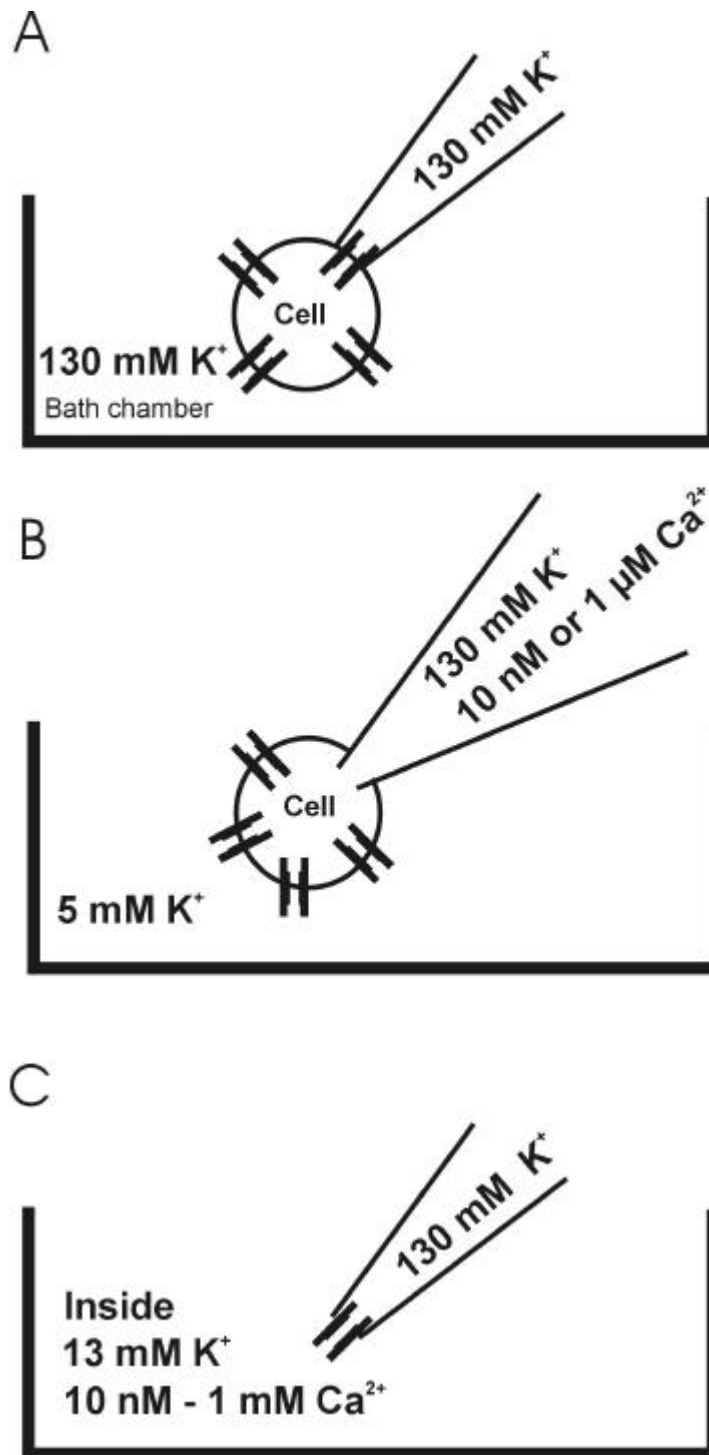 A
130 mM K⁺
Cell
130 mM K⁺
Bath chamber
B
130 mM K⁺
10 nM or 1 µM Ca²⁺
Cell
5 mM K⁺
C
130 mM K⁺
Inside
13 mM K⁺
10 nM - 1 mM Ca²⁺